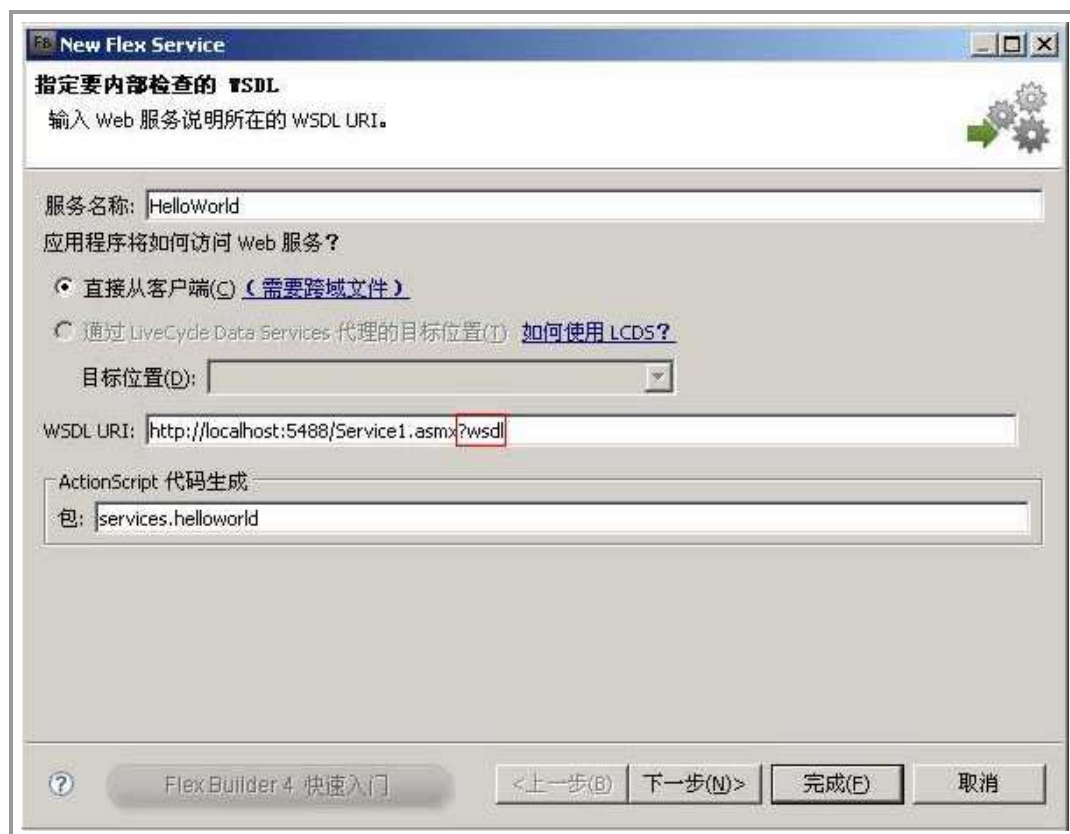 FB New Flex Service
指定要内部检查的 WSDL
输入 Web 服务说明所在的 WSDL URI。
服务名称: HelloWorld
应用程序将如何访问 Web 服务？
直接从客户端(C) (需要跨域文件)
通过 LiveCycle Data Services 代理的目标位置(T) 如何使用 LCDS？
目标位置(D):
WSDL URI: http://localhost:5488/Service1.asmx?wsdl
ActionScript 代码生成
包: services.helloworld
? Flex Builder 4 快速入门 <上一步(B) 下一步(N)> 完成(F) 取消